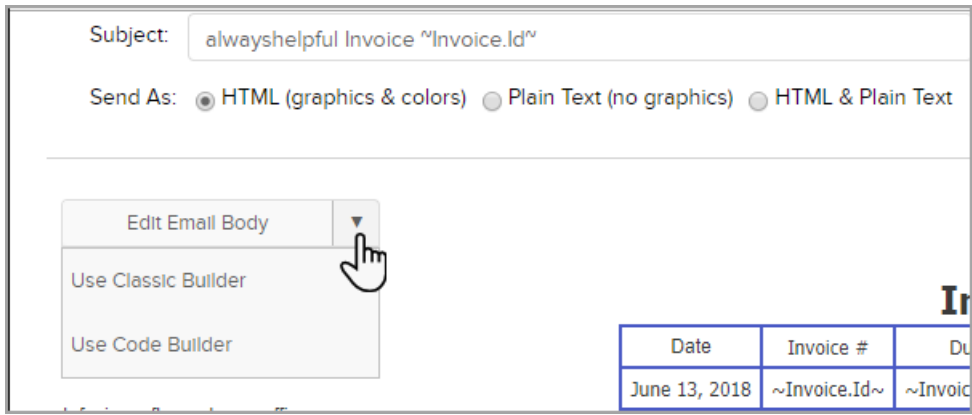 Subject: alwayshelpful Invoice ~Invoice.Id~
Send As: HTML (graphics & colors) Plain Text (no graphics) HTML & Plain Text
Edit Email Body ▼
Use Classic Builder
Use Code Builder
Date Invoice #
June 13, 2018 ~Invoice.Id~